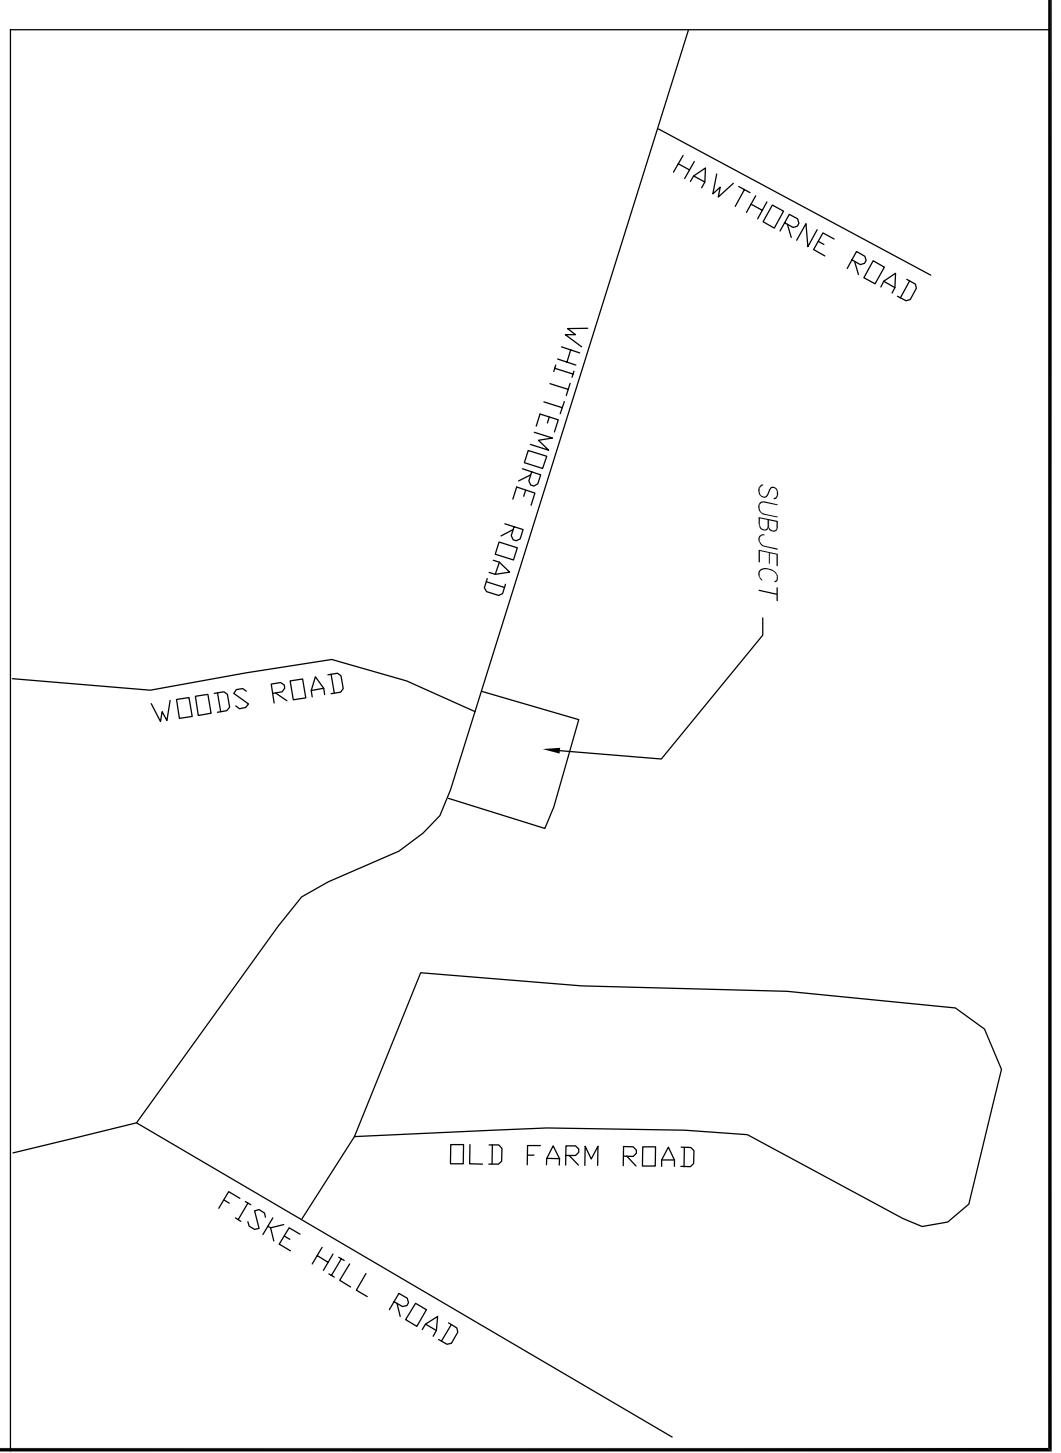 HAWTHORNE ROAD
WHITTEMORE ROAD
SUBJECT
WOODS ROAD
OLD FARM ROAD
FISKE HILL ROAD